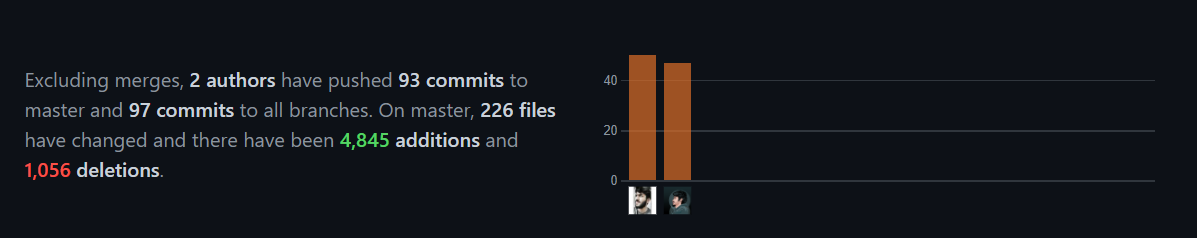 Excluding merges, 2 authors have pushed 93 commits to
master and 97 commits to all branches. On master, 226 files
have changed and there have been 4,845 additions and
1,056 deletions.
40
20
0